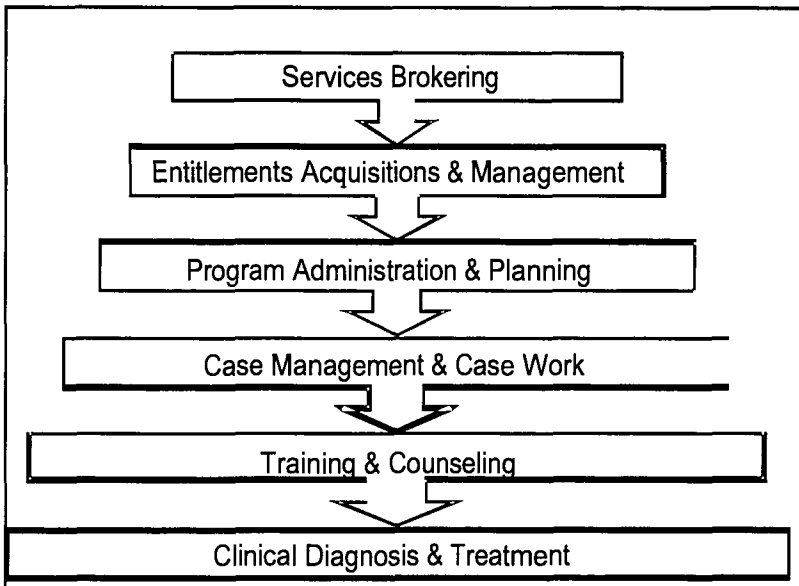 Services Brokering
Entitlements Acquisitions & Management
Program Administration & Planning
Case Management & Case Work
Training & Counseling
Clinical Diagnosis & Treatment